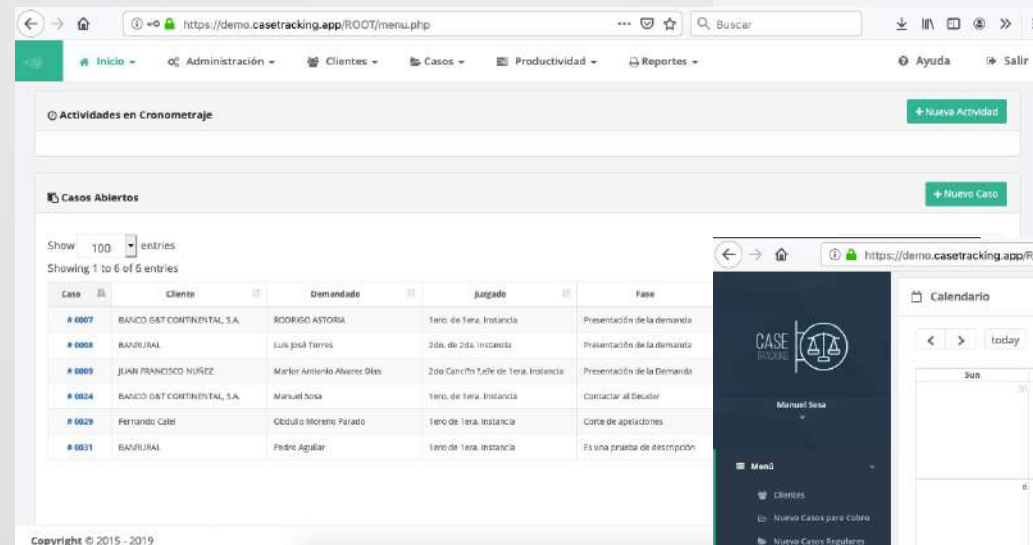 https://demo.casetracking.app/ROOT/menu.php
Buscar
Inicio Administración Clientes Casos Productividad Reportes Ayuda Salir
Actividades en Cronometraje
+ Nueva Actividad
Casos Abiertos
+ Nuevo Caso
Show 100 entries
Showing 1 to 6 of 6 entries
Caso Cliente Demandado Juzgado Fase
# 0007 BANCO G&T CONTINENTAL, S.A. RODRIGO ASTORIA 1ero. de 1era. Instancia Presentación de la demanda
# 0008 BANRURAL Luis José Torres 2do. de 2da. Instancia Presentación de la demanda
# 0009 JUAN FRANCISCO NUÑEZ Marlor Antonio Alvarez Días de 1era. Instancia Presentación de la Demanda
# 0024 BANCO G&T CONTINENTAL, S.A. Manuel Sosa 1ero. de 1era. Instancia Contactar al Deudor
# 0029 Fernando Calel Obdulio Moreno Parado 1ero de 1era. Instancia Corte de apelaciones
# 0031 BANRURAL Pedro Aguilar 1ero de 1era. Instancia Es una prueba de descripción
Copyright © 2015 - 2019
https://demo.casetracking.app/R
CASE
TRACKING
Manuel Sosa
Menú
Clientes
Nuevo Casos para Cobro
Nuevo Casos Regulares
Calendario
today
Sun
30
6